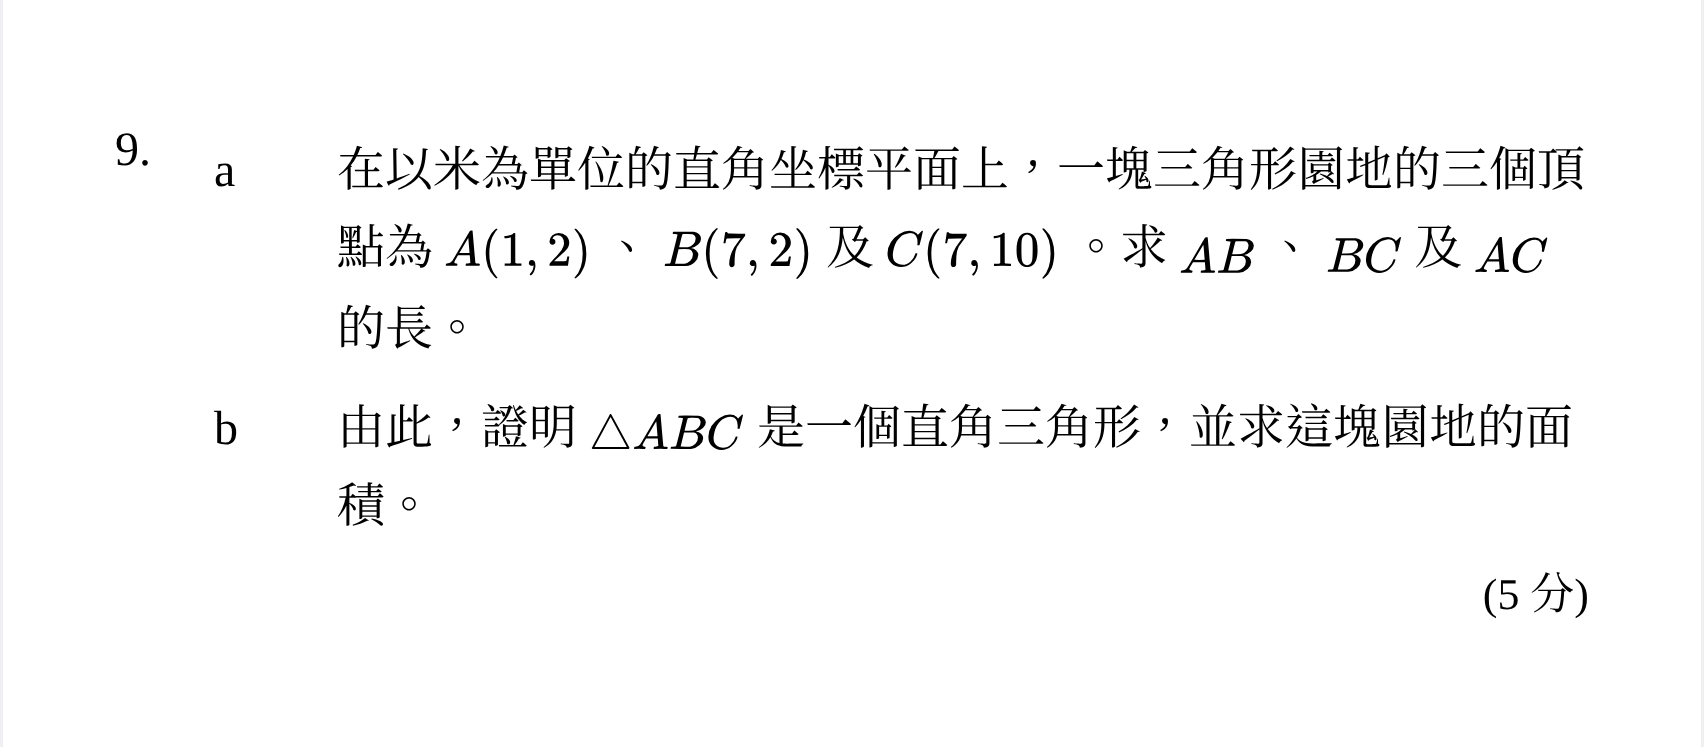 9. a 在以米為單位的直角坐標平面上，一塊三角形園地的三個頂
點為 A(1, 2) 、 B(7, 2) 及 C(7, 10) 。求 AB 、 BC 及 AC
的長。
b 由此，證明 △ABC 是一個直角三角形，並求這塊園地的面
積。
(5 分)